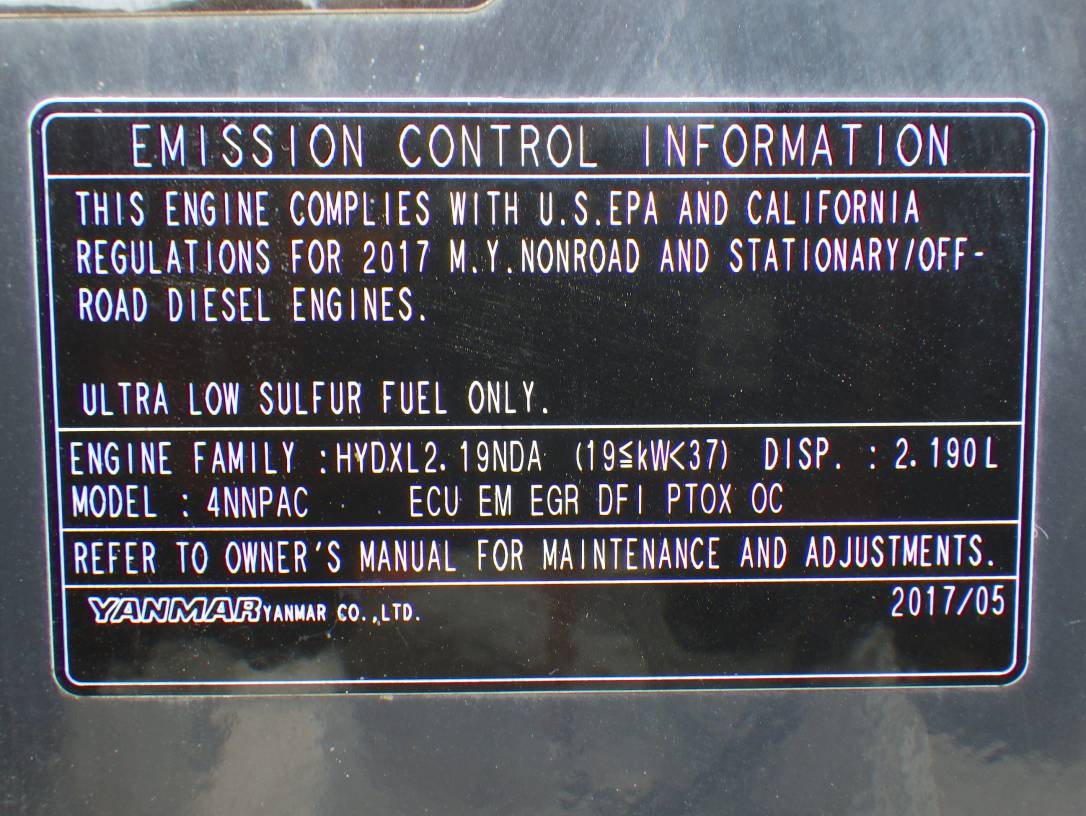 EMISSION CONTROL INFORMATION
THIS ENGINE COMPLIES WITH U.S.EPA AND CALIFORNIA
REGULATIONS FOR 2017 M.Y.NONROAD AND STATIONARY/OFF-
ROAD DIESEL ENGINES.
ULTRA LOW SULFUR FUEL ONLY.
ENGINE FAMILY :HYDXL2.19NDA (19≦kW<37) DISP. : 2.190L
MODEL : 4NNPAC ECU EM EGR DFI PTOX OC
REFER TO OWNER'S MANUAL FOR MAINTENANCE AND ADJUSTMENTS.
YANMAR YANMAR CO.,LTD. 2017/05